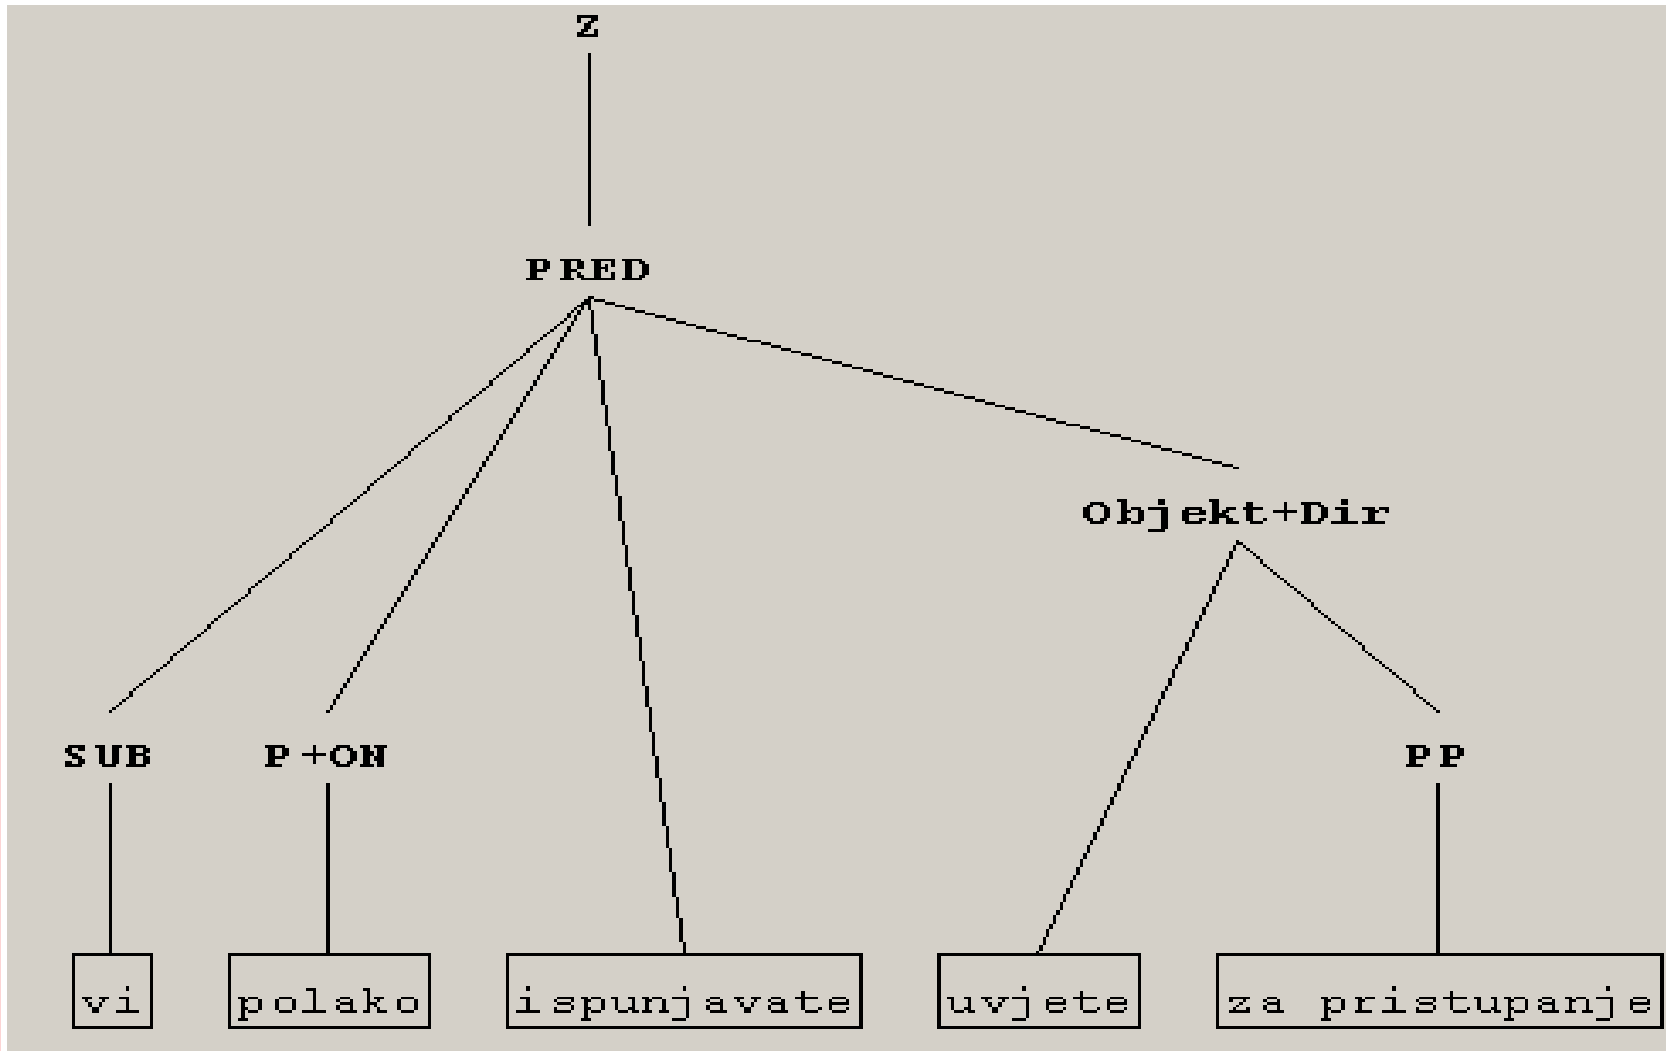 Z
PRED
Objekt+Dir
SUB P+ON PP
vi polako ispunjavate uvjete za pristupanje